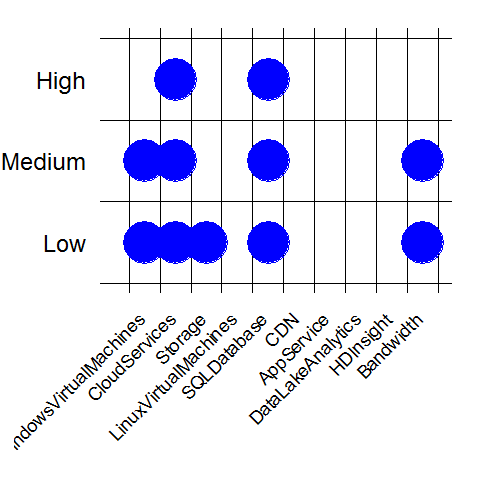 High
Medium
Low
ndowsVirtualMachines
CloudServices
Storage
LinuxVirtualMachines
SQLDatabase
CDN
AppService
DataLakeAnalytics
HDInsight
Bandwidth